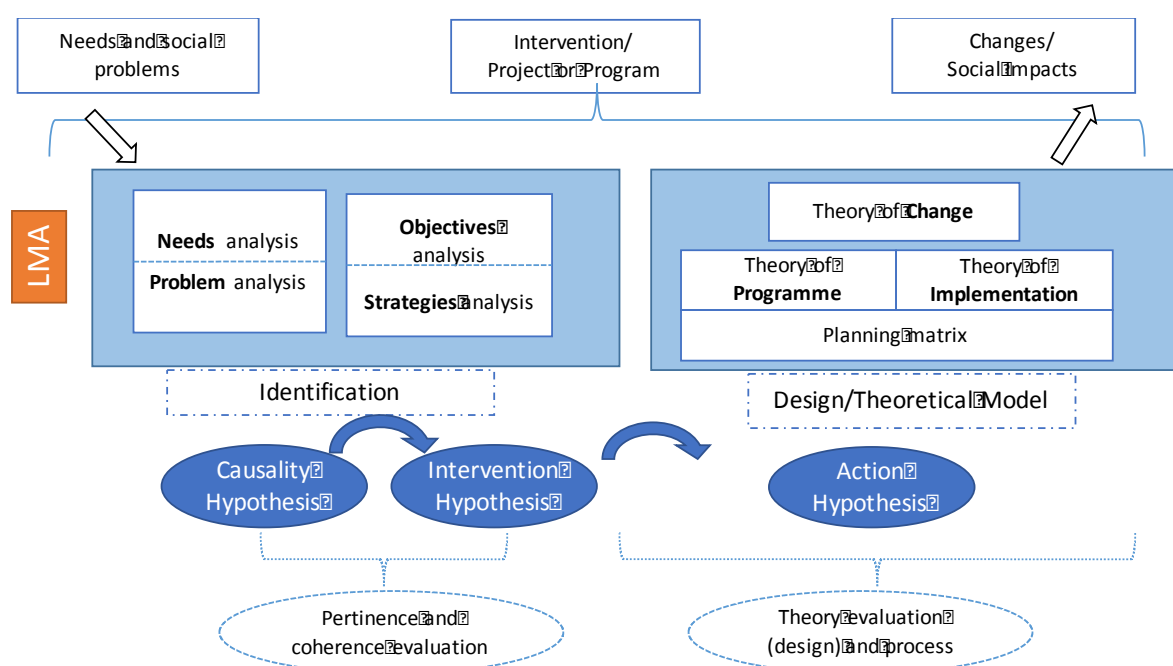 Needs and social
problems
Intervention/
Project or Program
Changes/
Social Impacts
LMA
Needs analysis
Problem analysis
Objectives
analysis
Strategies analysis
Theory of Change
Theory of
Programme
Theory of
Implementation
Planning matrix
Identification
Design/Theoretical Model
Causality
Hypothesis
Intervention
Hypothesis
Action
Hypothesis
Pertinence and
coherence evaluation
Theory evaluation
(design) and process